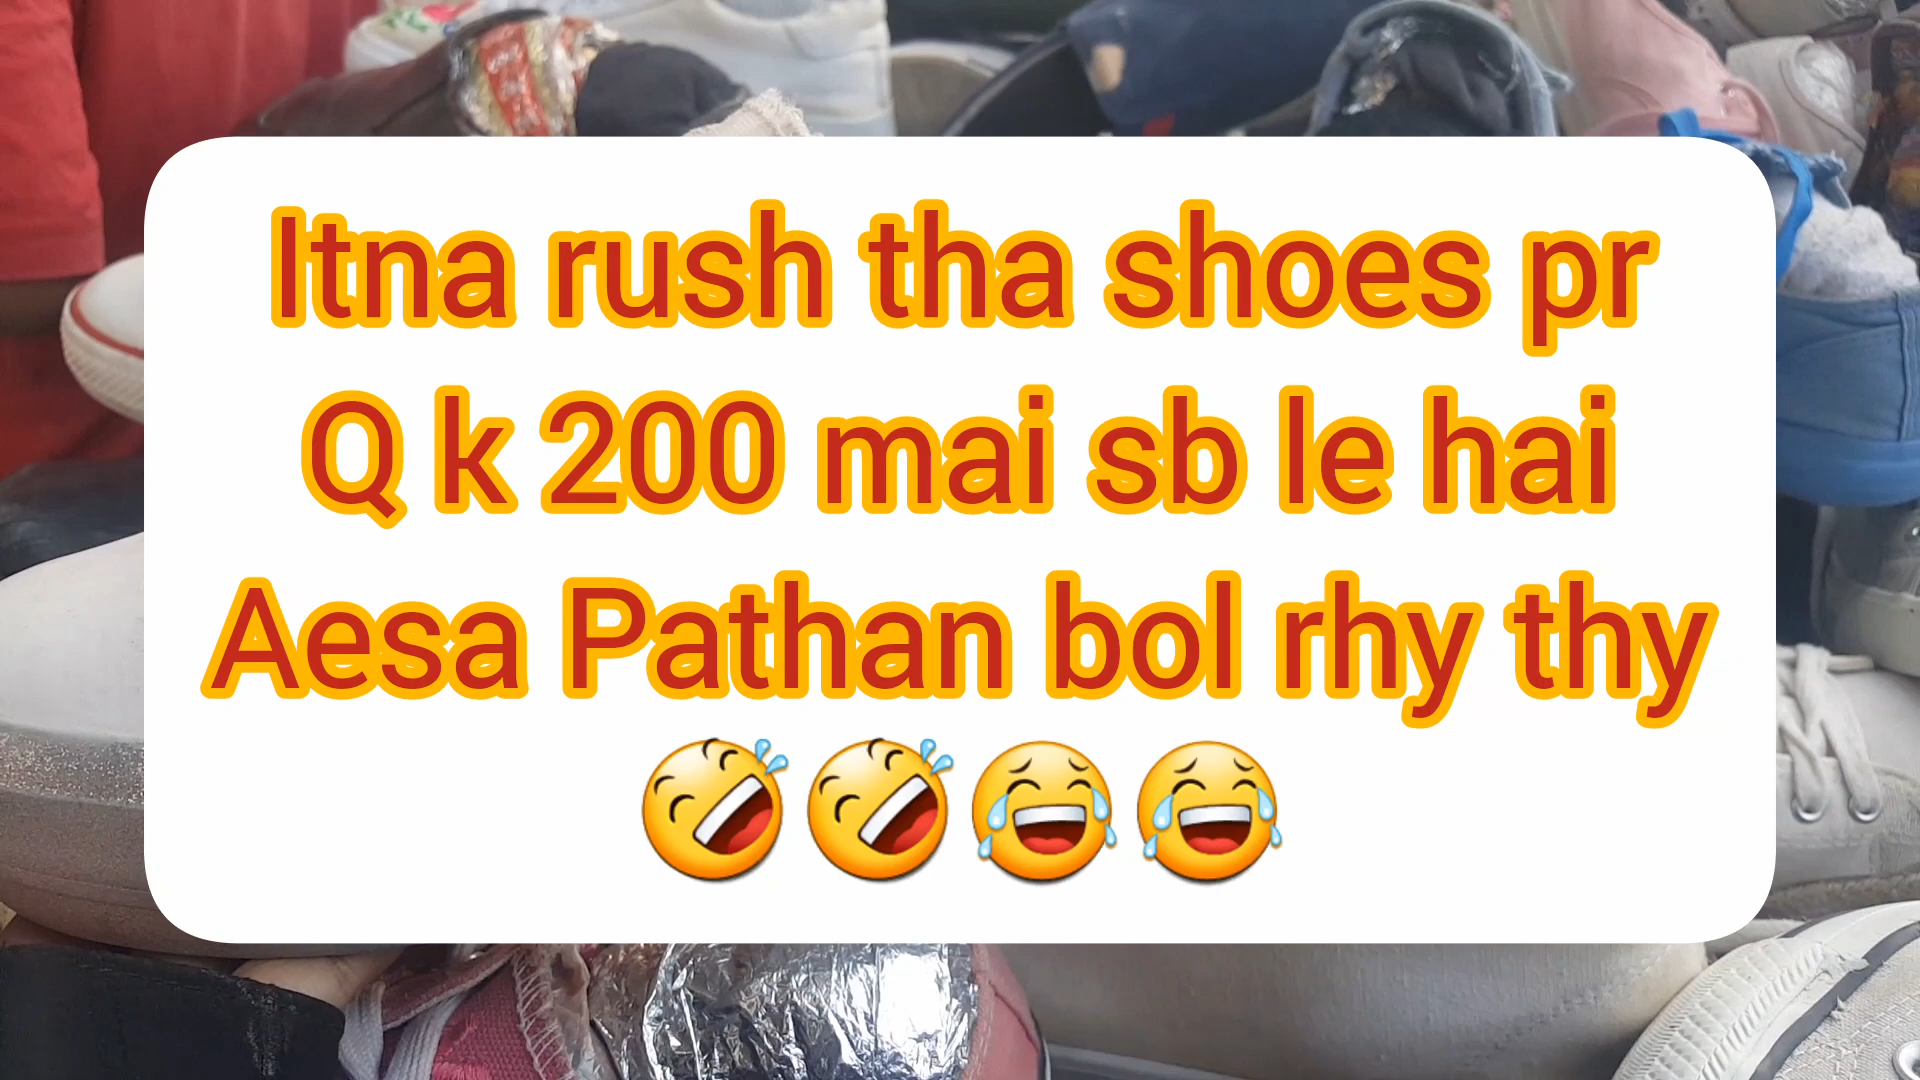 Itna rush tha shoes pr
Q k 200 mai sb le hai
Aesa Pathan bol rhy thy
🤣🤣😂😂